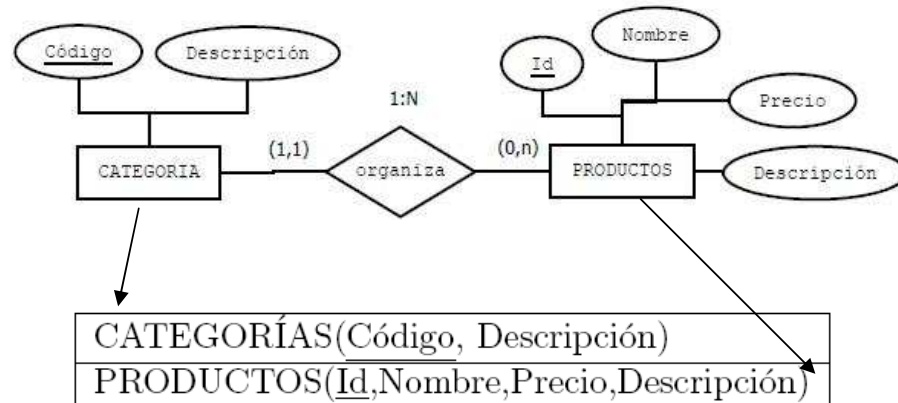 Código
Descripción
Id
Nombre
Precio
1:N
CATEGORIA
(1,1)
organiza
(0,n)
PRODUCTOS
Descripción
CATEGORÍAS(Código, Descripción)
PRODUCTOS(Id,Nombre,Precio,Descripción)